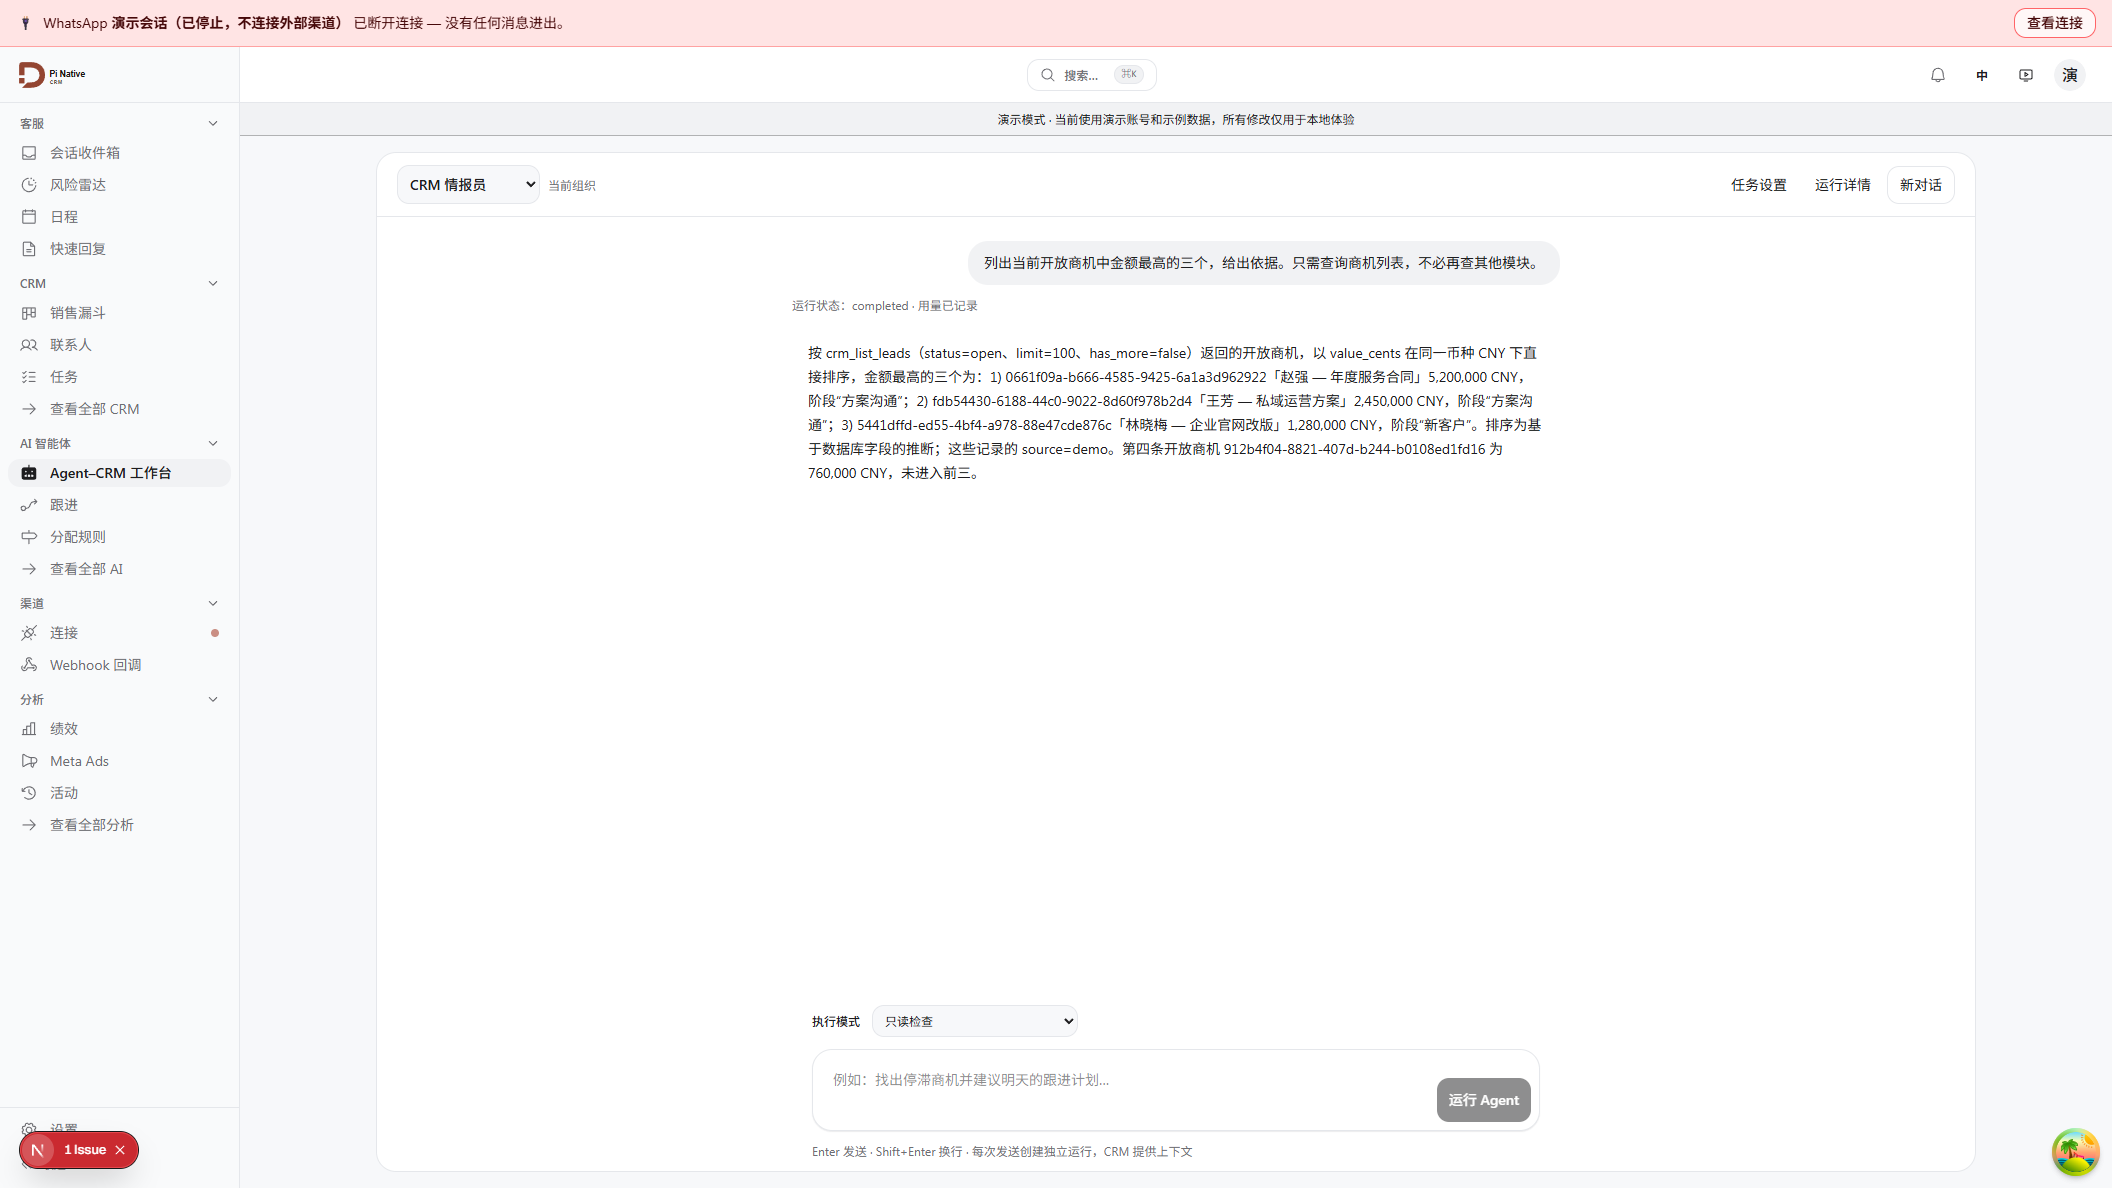 WhatsApp 演示会话（已停止，不连接外部渠道） 已断开连接 — 没有任何消息进出。
查看连接
Pi Native
CRM
搜索...
⌘K
中
演
演示模式 · 当前使用演示账号和示例数据，所有修改仅用于本地体验
客服
会话收件箱
风险雷达
日程
快速回复
CRM
销售漏斗
联系人
任务
查看全部 CRM
AI 智能体
Agent–CRM 工作台
跟进
分配规则
查看全部 AI
渠道
连接
Webhook 回调
分析
绩效
Meta Ads
活动
查看全部分析
设置
N 1 Issue
CRM 情报员
当前组织
任务设置
运行详情
新对话
列出当前开放商机中金额最高的三个，给出依据。只需查询商机列表，不必再查其他模块。
运行状态：completed · 用量已记录
按 crm_list_leads（status=open、limit=100、has_more=false）返回的开放商机，以 value_cents 在同一币种 CNY 下直
接排序，金额最高的三个为：1) 0661f09a-b666-4585-9425-6a1a3d962922「赵强 — 年度服务合同」5,200,000 CNY，
阶段“方案沟通”；2) fdb54430-6188-44c0-9022-8d60f978b2d4「王芳 — 私域运营方案」2,450,000 CNY，阶段“方案沟
通”；3) 5441dffd-ed55-4bf4-a978-88e47cde876c「林晓梅 — 企业官网改版」1,280,000 CNY，阶段“新客户”。排序为基
于数据库字段的推断；这些记录的 source=demo。第四条开放商机 912b4f04-8821-407d-b244-b0108ed1fd16 为
760,000 CNY，未进入前三。
执行模式
只读检查
例如：找出停滞商机并建议明天的跟进计划...
运行 Agent
Enter 发送 · Shift+Enter 换行 · 每次发送创建独立运行，CRM 提供上下文